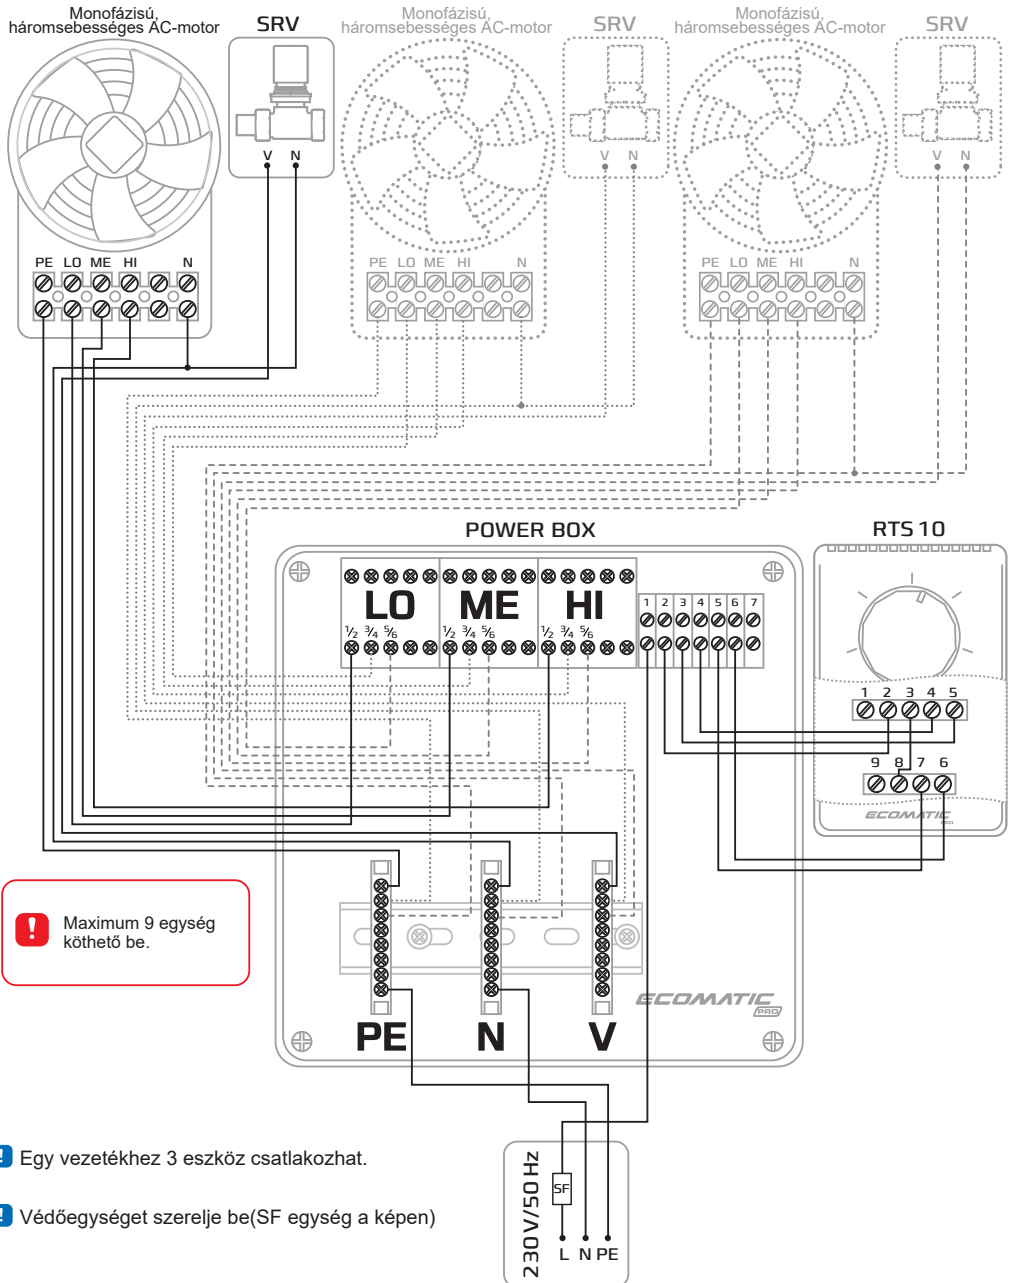 Monofázisú,
háromsebességes AC-motor
SRV
Monofázisú,
háromsebességes AC-motor
SRV
Monofázisú,
háromsebességes AC-motor
SRV
V N
V N
V N
PE LO ME HI N
PE LO ME HI N
PE LO ME HI N
POWER BOX
RTS 10
LO ME HI
1/2 3/4 5/6 1/2 3/4 5/6 1/2 3/4 5/6
1 2 3 4 5 6 7
1 2 3 4 5
9 8 7 6
ECOMATIC
PRO
! Maximum 9 egység
köthető be.
ECOMATIC
PRO
PE N V
! Egy vezetékhez 3 eszköz csatlakozhat.
! Védőegységet szerelje be(SF egység a képen)
230V/50Hz
SF
L N PE